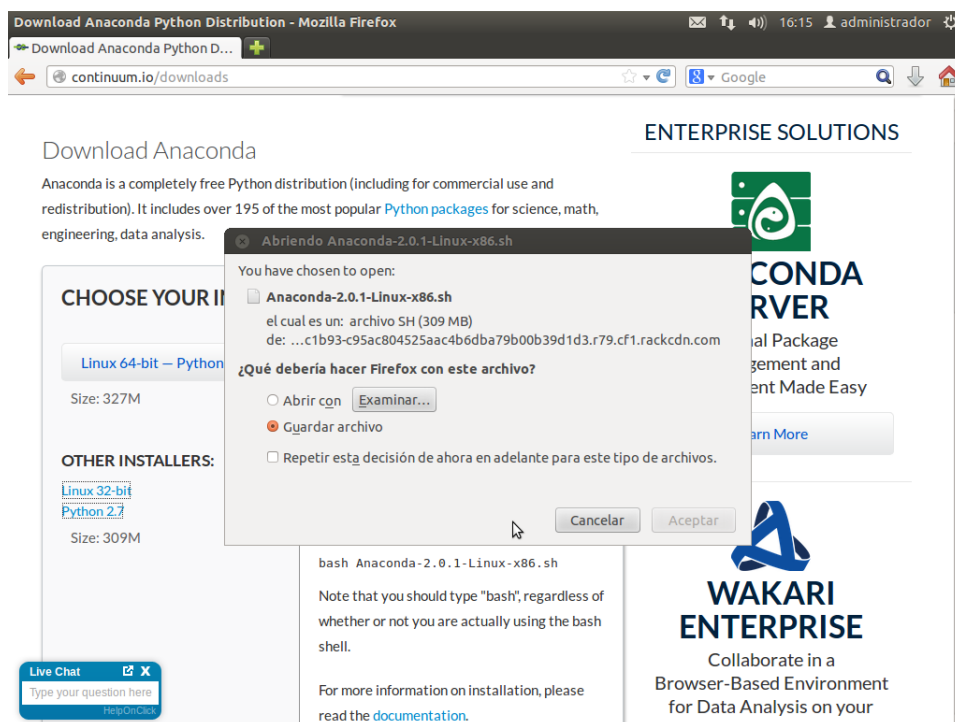 Download Anaconda Python Distribution - Mozilla Firefox
16:15 administrador
Download Anaconda Python D...
continuum.io/downloads
Google
Download Anaconda
Anaconda is a completely free Python distribution (including for commercial use and
redistribution). It includes over 195 of the most popular Python packages for science, math,
engineering, data analysis.
CHOOSE YOUR I
Linux 64-bit — Python
Size: 327M
OTHER INSTALLERS:
Linux 32-bit
Python 2.7
Size: 309M
Abriendo Anaconda-2.0.1-Linux-x86.sh
You have chosen to open:
Anaconda-2.0.1-Linux-x86.sh
el cual es un: archivo SH (309 MB)
de: ...c1b93-c95ac804525aac4b6dba79b00b39d1d3.r79.cf1.rackcdn.com
¿Qué debería hacer Firefox con este archivo?
Abrir con Examinar...
Guardar archivo
Repetir esta decisión de ahora en adelante para este tipo de archivos.
Cancelar Aceptar
bash Anaconda-2.0.1-Linux-x86.sh
Note that you should type "bash", regardless of
whether or not you are actually using the bash
shell.
For more information on installation, please
read the documentation.
Live Chat
Type your question here
HelpOnClick
ENTERPRISE SOLUTIONS
CONDA
RVER
al Package
gement and
ent Made Easy
arn More
WAKARI
ENTERPRISE
Collaborate in a
Browser-Based Environment
for Data Analysis on your